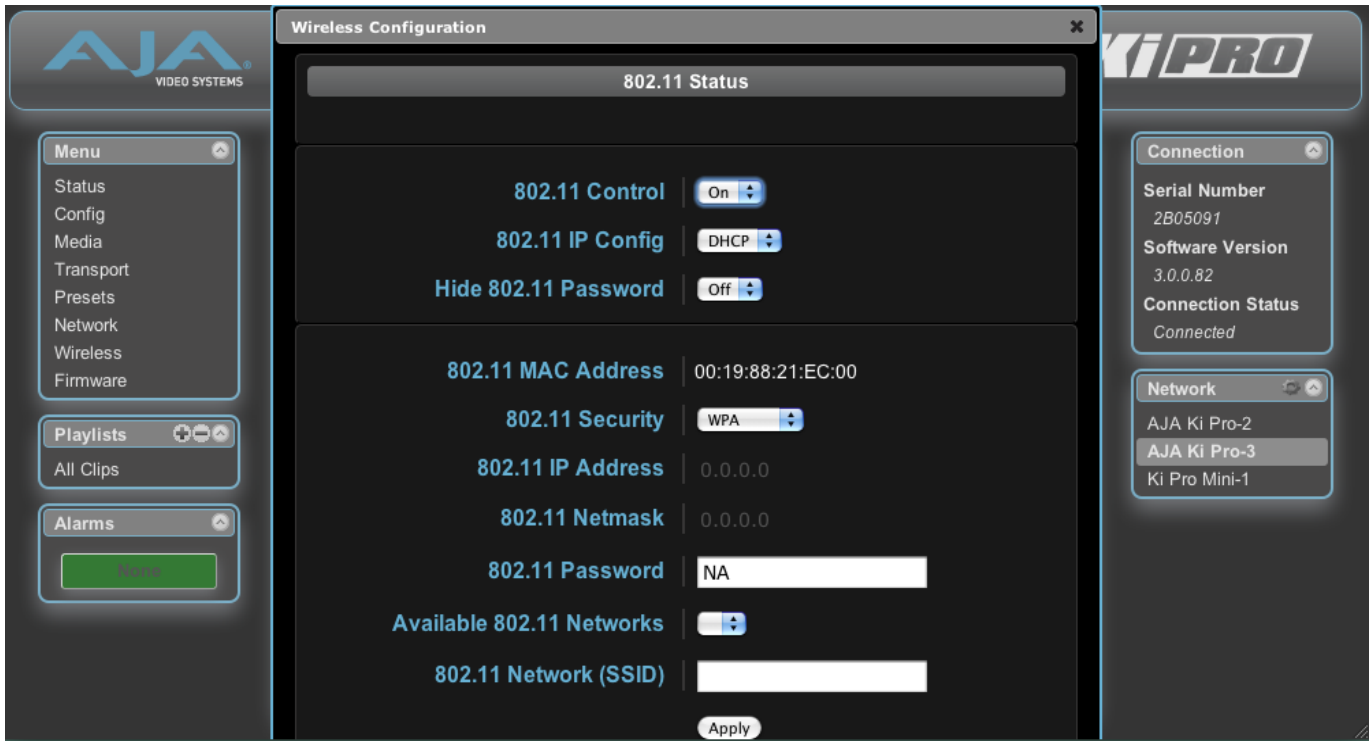 AJA®
VIDEO SYSTEMS
Wireless Configuration
Ki PRO
802.11 Status
Menu
Status
Config
Media
Transport
Presets
Network
Wireless
Firmware
Playlists
All Clips
Alarms
None
802.11 Control On
802.11 IP Config DHCP
Hide 802.11 Password Off
802.11 MAC Address 00:19:88:21:EC:00
802.11 Security WPA
802.11 IP Address 0.0.0.0
802.11 Netmask 0.0.0.0
802.11 Password NA
Available 802.11 Networks
802.11 Network (SSID)
Apply
Connection
Serial Number
2B05091
Software Version
3.0.0.82
Connection Status
Connected
Network
AJA Ki Pro-2
AJA Ki Pro-3
Ki Pro Mini-1